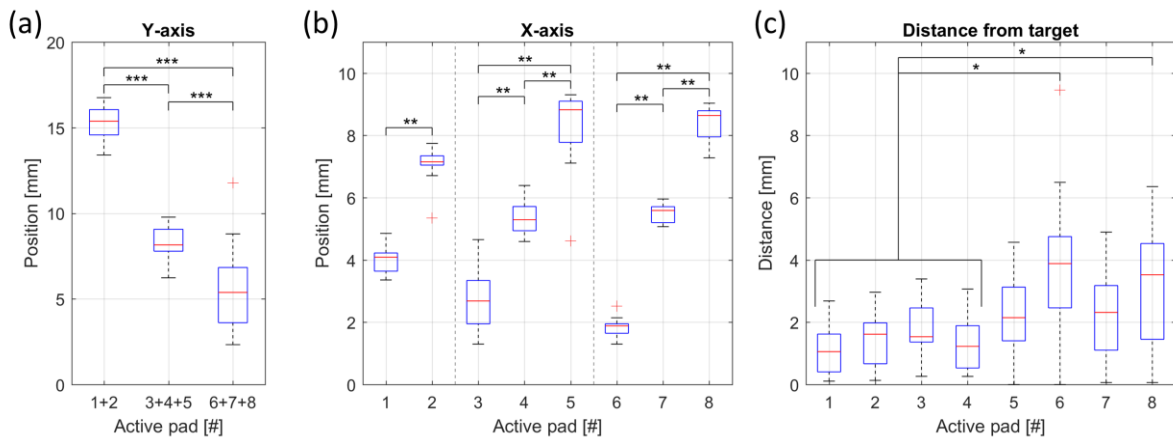 (a)
Y-axis
20
15
10
5
0
Position [mm]
***
***
***
1+2 3+4+5 6+7+8
Active pad [#]
(b)
X-axis
10
8
6
4
2
0
Position [mm]
**
**
**
**
**
**
**
1 2 3 4 5 6 7 8
Active pad [#]
(c)
Distance from target
10
8
6
4
2
0
Distance [mm]
*
*
1 2 3 4 5 6 7 8
Active pad [#]